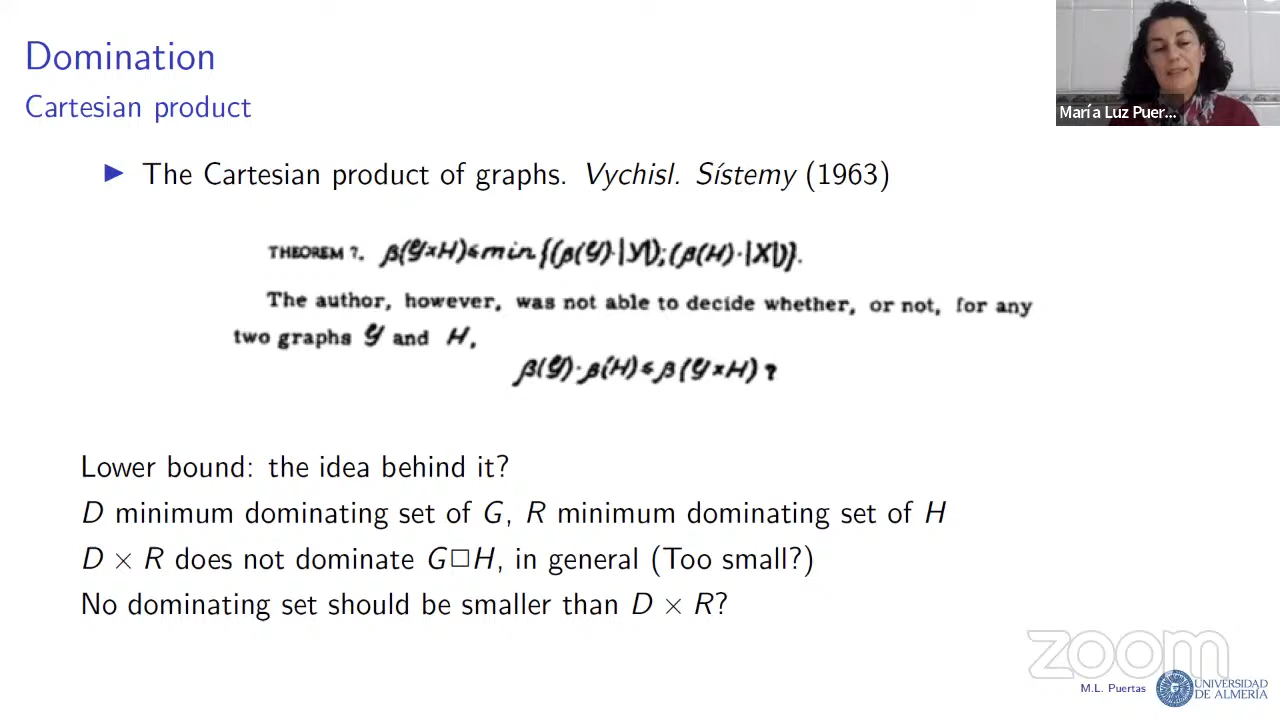 Domination
Cartesian product
María Luz Puer...
▶ The Cartesian product of graphs. Vychisl. Sístemy (1963)
THEOREM 7. β(𝒴×H)≤min{(β(𝒴)·|Y|);(β(H)·|X|)}.
The author, however, was not able to decide whether, or not, for any
two graphs 𝒴 and H,
β(𝒴)·β(H)≤β(𝒴×H) ?
Lower bound: the idea behind it?
D minimum dominating set of G, R minimum dominating set of H
D × R does not dominate G□H, in general (Too small?)
No dominating set should be smaller than D × R?
zoom
M.L. Puertas
UNIVERSIDAD
DE ALMERÍA